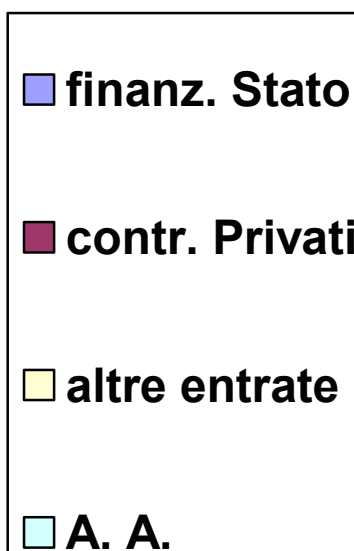 finanz. Stato
contr. Privati
altre entrate
A. A.